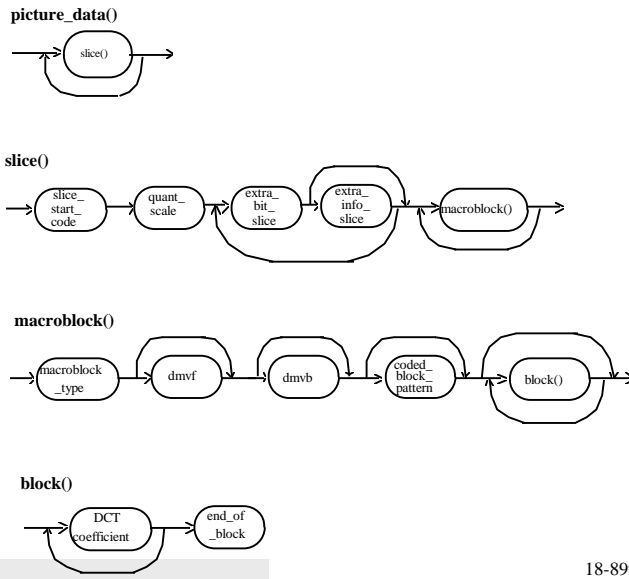 picture_data()
slice()
slice()
slice_
start_
code
quant_
scale
extra_
bit_
slice
extra_
info_
slice
macroblock()
macroblock()
macroblock
_type
dmvf
dmvb
coded_
block_
pattern
block()
block()
DCT
coefficient
end_of
_block
18-89